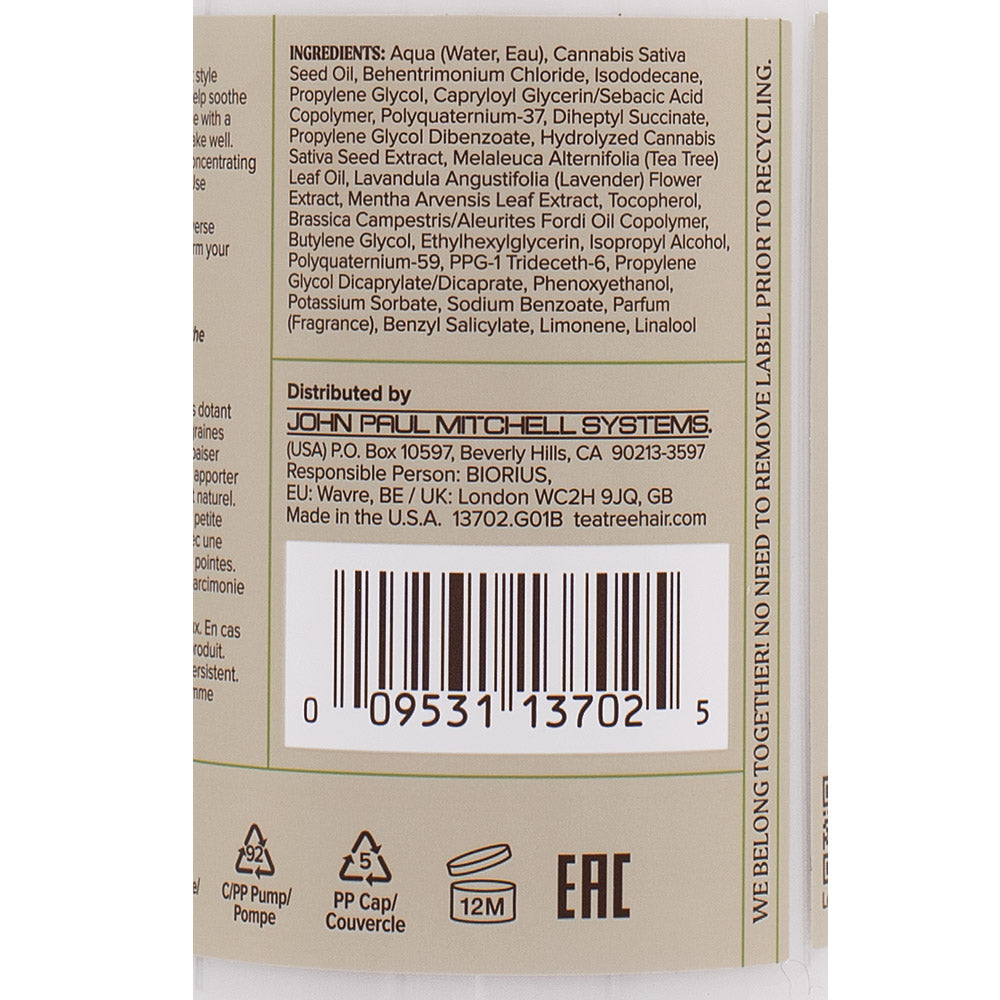 style
elp soothe
e with a
ake well.
oncentrating
Use
verse
rm your
the
s dotant
graines
paiser
apporter
t naturel.
petite
ec une
pointes.
arcimonie
x. En cas
produit.
ersistent.
mme
INGREDIENTS: Aqua (Water, Eau), Cannabis Sativa
Seed Oil, Behentrimonium Chloride, Isododecane,
Propylene Glycol, Capryloyl Glycerin/Sebacic Acid
Copolymer, Polyquaternium-37, Diheptyl Succinate,
Propylene Glycol Dibenzoate, Hydrolyzed Cannabis
Sativa Seed Extract, Melaleuca Alternifolia (Tea Tree)
Leaf Oil, Lavandula Angustifolia (Lavender) Flower
Extract, Mentha Arvensis Leaf Extract, Tocopherol,
Brassica Campestris/Aleurites Fordi Oil Copolymer,
Butylene Glycol, Ethylhexylglycerin, Isopropyl Alcohol,
Polyquaternium-59, PPG-1 Trideceth-6, Propylene
Glycol Dicaprylate/Dicaprate, Phenoxyethanol,
Potassium Sorbate, Sodium Benzoate, Parfum
(Fragrance), Benzyl Salicylate, Limonene, Linalool
Distributed by
JOHN PAUL MITCHELL SYSTEMS.
(USA) P.O. Box 10597, Beverly Hills, CA 90213-3597
Responsible Person: BIORIUS,
EU: Wavre, BE / UK: London WC2H 9JQ, GB
Made in the U.S.A. 13702.G01B teatreehair.com
0 09531 13702 5
92
C/PP Pump/
Pompe
5
PP Cap/
Couvercle
12M
EAC
WE BELONG TOGETHER! NO NEED TO REMOVE LABEL PRIOR TO RECYCLING.